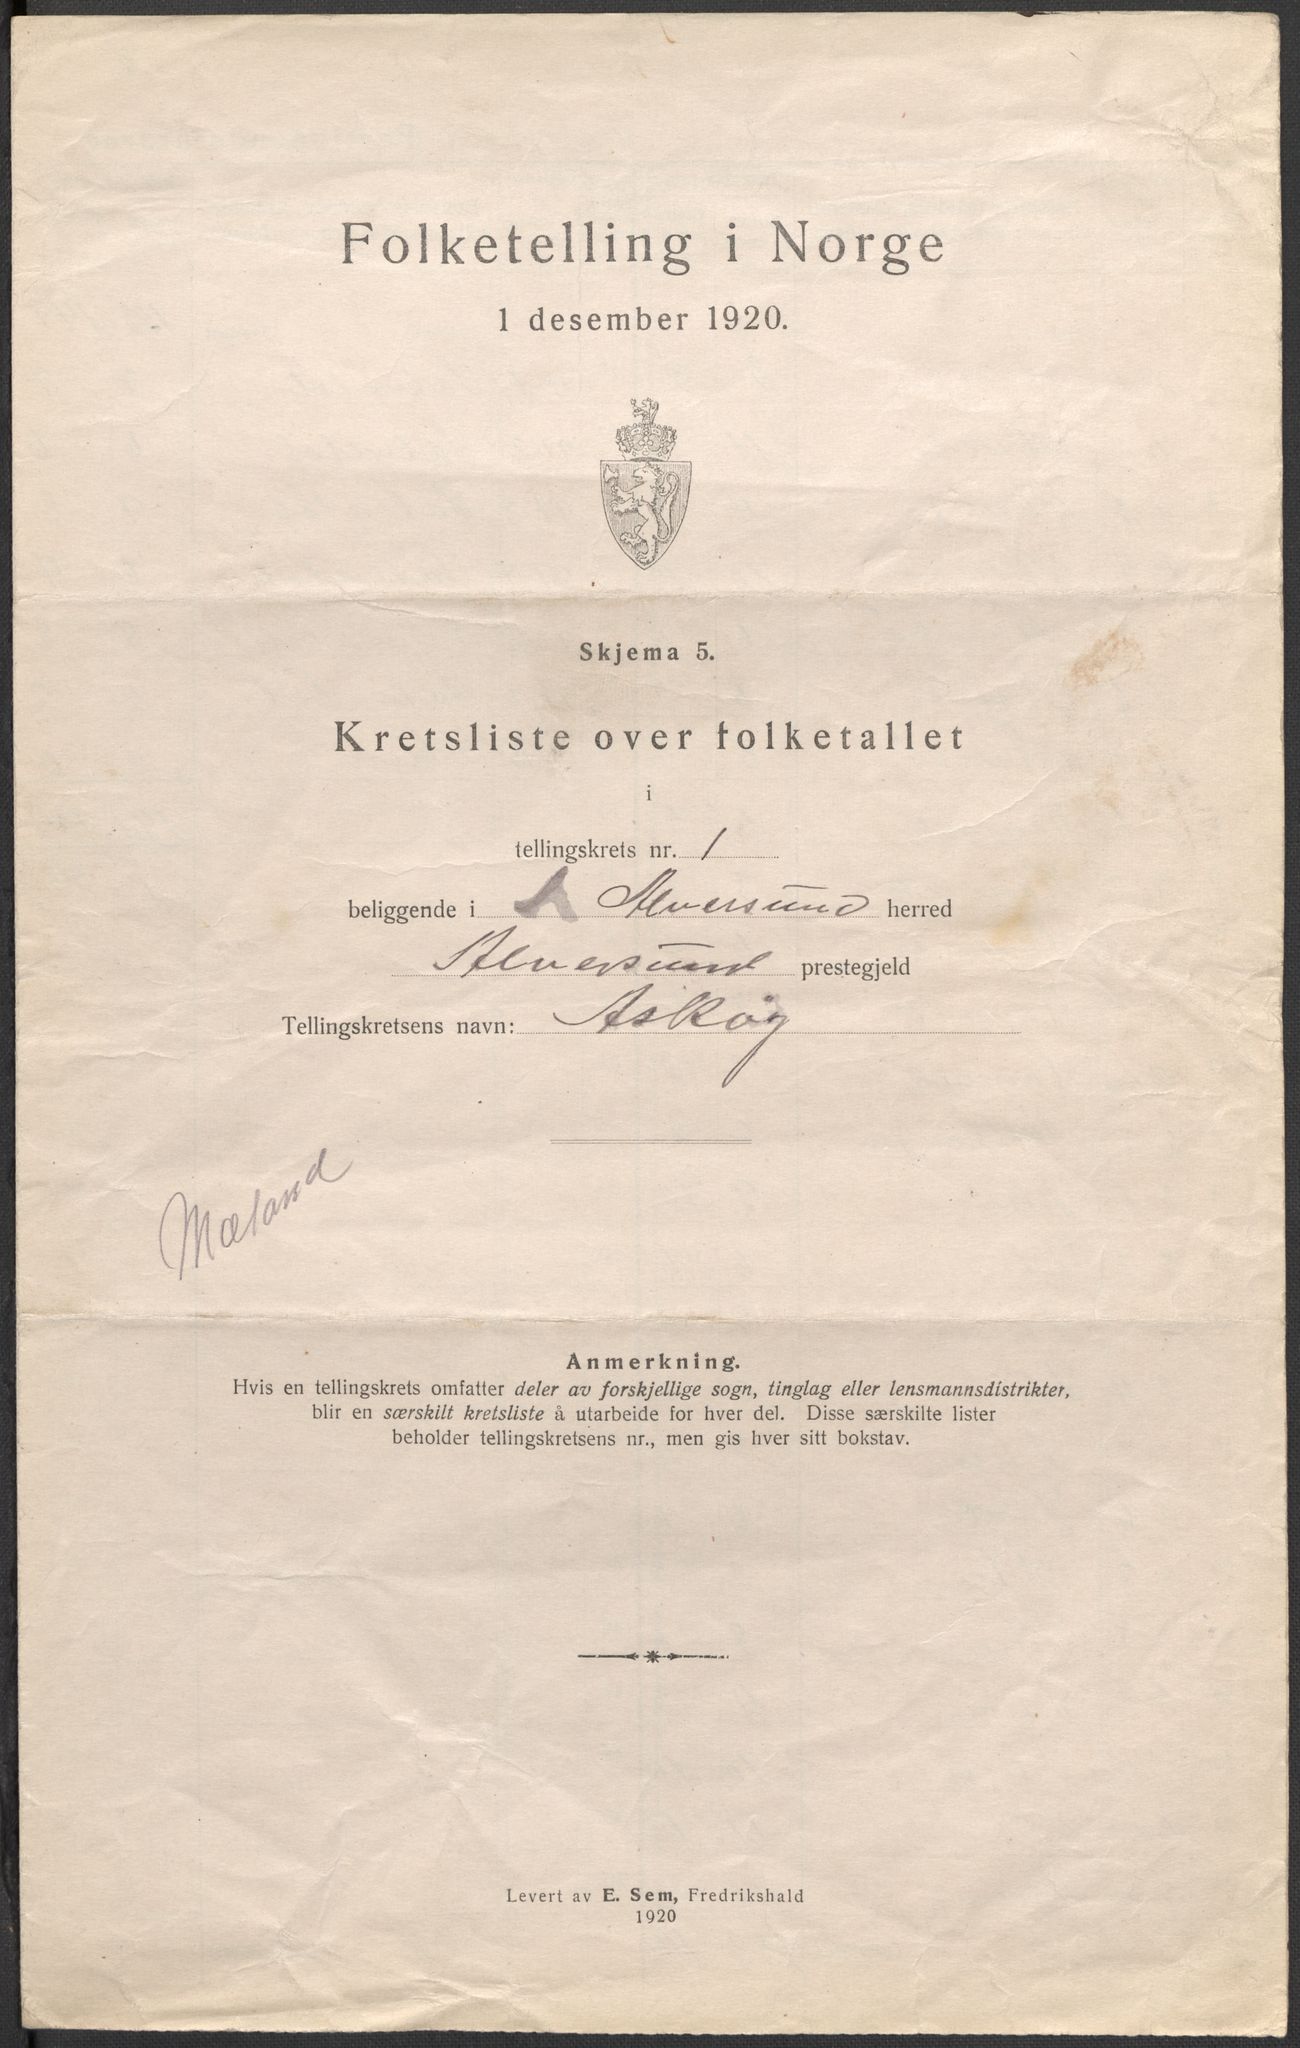 Folketelling i Norge
1 desember 1920.
Skjema 5.
Kretsliste over folketallet
i
tellingskrets nr. 1
beliggende i Alversund herred
Alversund prestegjeld
Tellingskretsens navn: Askøy
Mæland
Anmerkning.
Hvis en tellingskrets omfatter deler av forskjellige sogn, tinglag eller lensmannsdistrikter,
blir en særskilt kretsliste å utarbeide for hver del. Disse særskilte lister
beholder tellingskretsens nr., men gis hver sitt bokstav.
Levert av E. Sem, Fredrikshald
1920